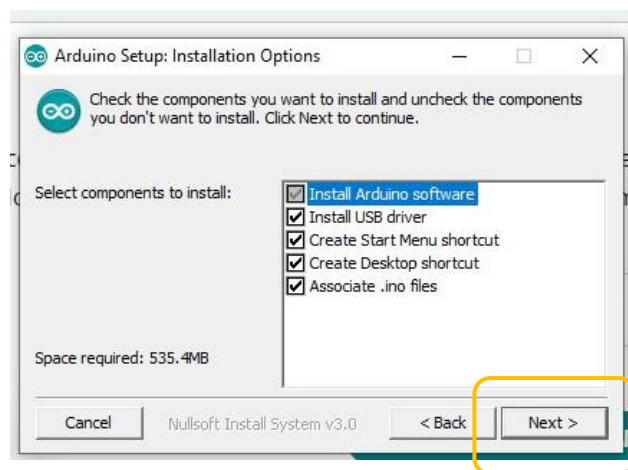 Arduino Setup: Installation Options
Check the components you want to install and uncheck the components
you don't want to install. Click Next to continue.
Select components to install:
Install Arduino software
Install USB driver
Create Start Menu shortcut
Create Desktop shortcut
Associate .ino files
Space required: 535.4MB
Cancel
Nullsoft Install System v3.0
< Back
Next >